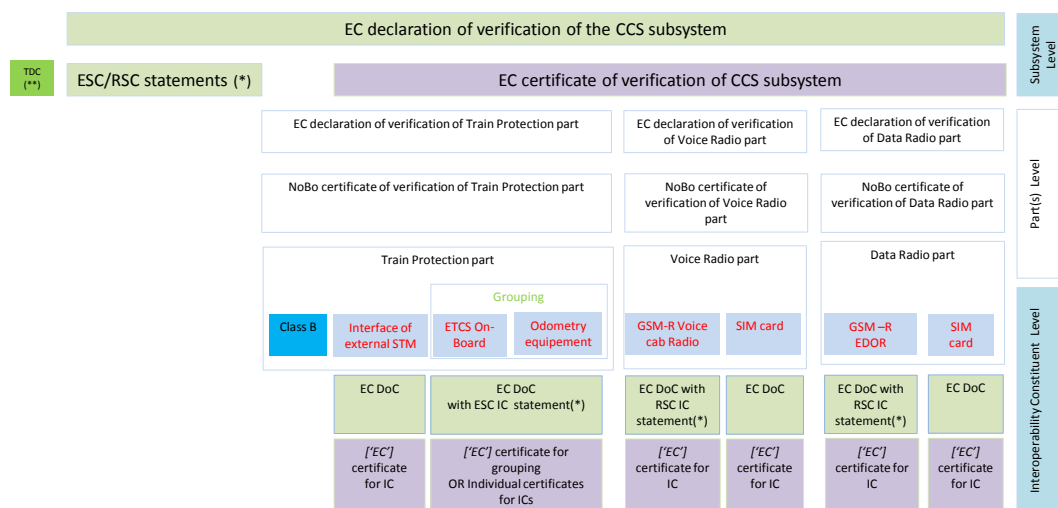 EC declaration of verification of the CCS subsystem
Subsystem
Level
TDC
(**)
ESC/RSC statements (*)
EC certificate of verification of CCS subsystem
EC declaration of verification of Train Protection part
EC declaration of verification
of Voice Radio part
EC declaration of verification
of Data Radio part
Part(s) Level
NoBo certificate of verification of Train Protection part
NoBo certificate of
verification of Voice Radio
part
NoBo certificate of
verification of Data Radio part
Train Protection part
Voice Radio part
Data Radio part
Grouping
Class B
Interface of
external STM
ETCS On-
Board
Odometry
equipement
GSM-R Voice
cab Radio
SIM card
GSM –R
EDOR
SIM
card
Interoperability Constituent Level
EC DoC
EC DoC
with ESC IC statement(*)
EC DoC with
RSC IC
statement(*)
EC DoC
EC DoC with
RSC IC
statement(*)
EC DoC
['EC']
certificate
for IC
['EC'] certificate for
grouping
OR Individual certificates
for ICs
['EC']
certificate for
IC
['EC']
certificate
for IC
['EC']
certificate for
IC
['EC']
certificate
for IC